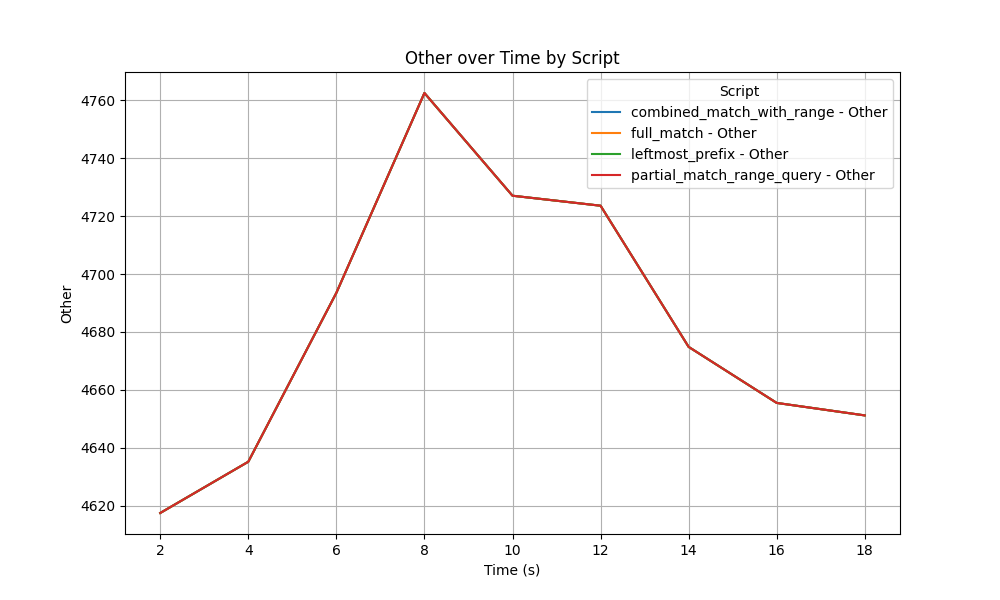 Other over Time by Script
Script
combined_match_with_range - Other
full_match - Other
leftmost_prefix - Other
partial_match_range_query - Other
Other
4760
4740
4720
4700
4680
4660
4640
4620
2 4 6 8 10 12 14 16 18
Time (s)